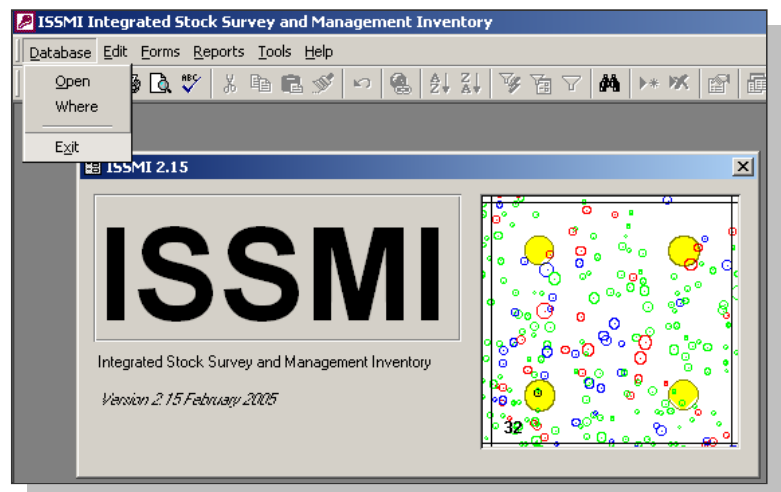 ISSMI Integrated Stock Survey and Management Inventory
Database Edit Forms Reports Tools Help
Open
Where
Exit
ABC
A Z
Z A
ISSMI 2.15
ISSMI
Integrated Stock Survey and Management Inventory
Version 2.15 February 2005
32